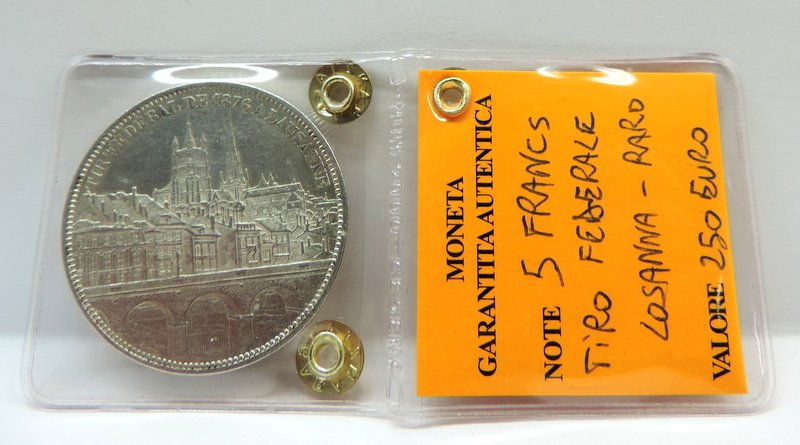 TIR FEDERAL DE 1876 A LAUSANNE
MONETA
GARANTITA AUTENTICA
NOTE 5 FRANCS
TIRO FEDERALE
LOSANNA - RARO
VALORE 250 EURO